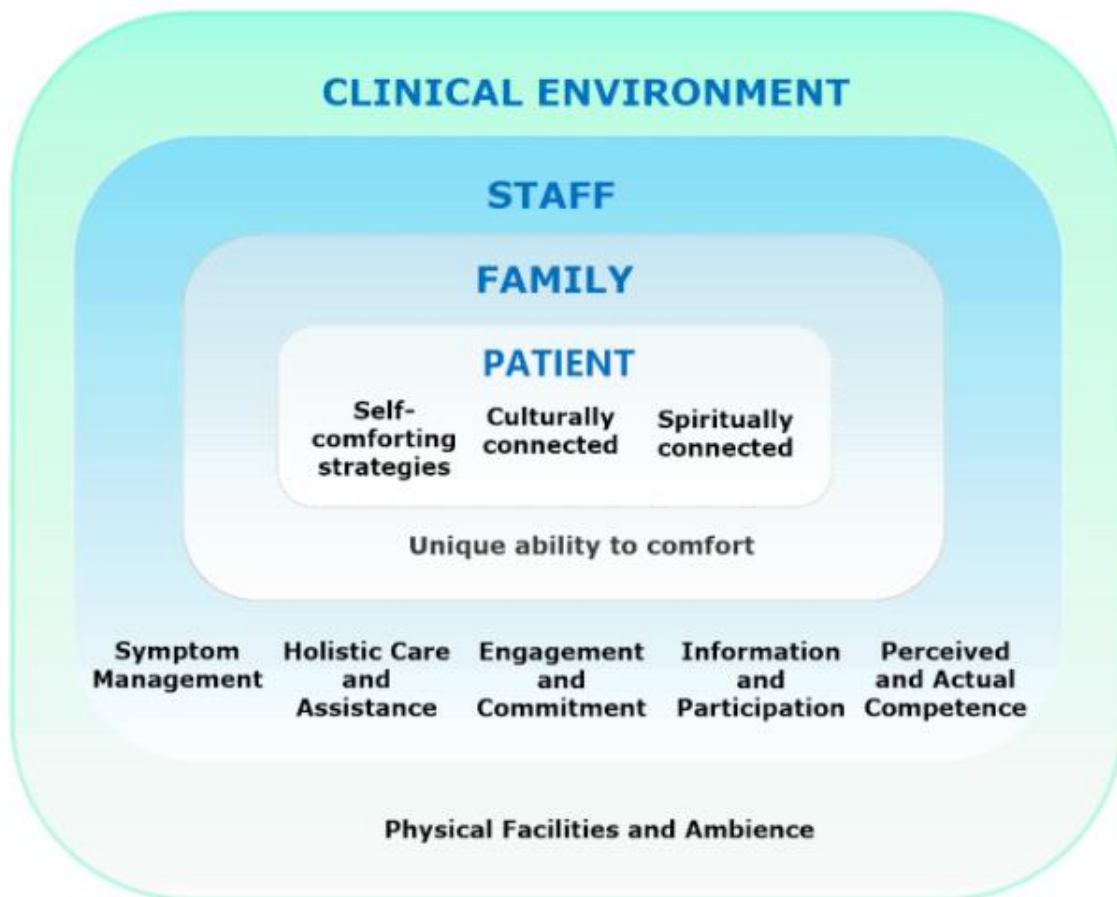 CLINICAL ENVIRONMENT
STAFF
FAMILY
PATIENT
Self-
comforting
strategies
Culturally
connected
Spiritually
connected
Unique ability to comfort
Symptom
Management
Holistic Care
and
Assistance
Engagement
and
Commitment
Information
and
Participation
Perceived
and Actual
Competence
Physical Facilities and Ambience